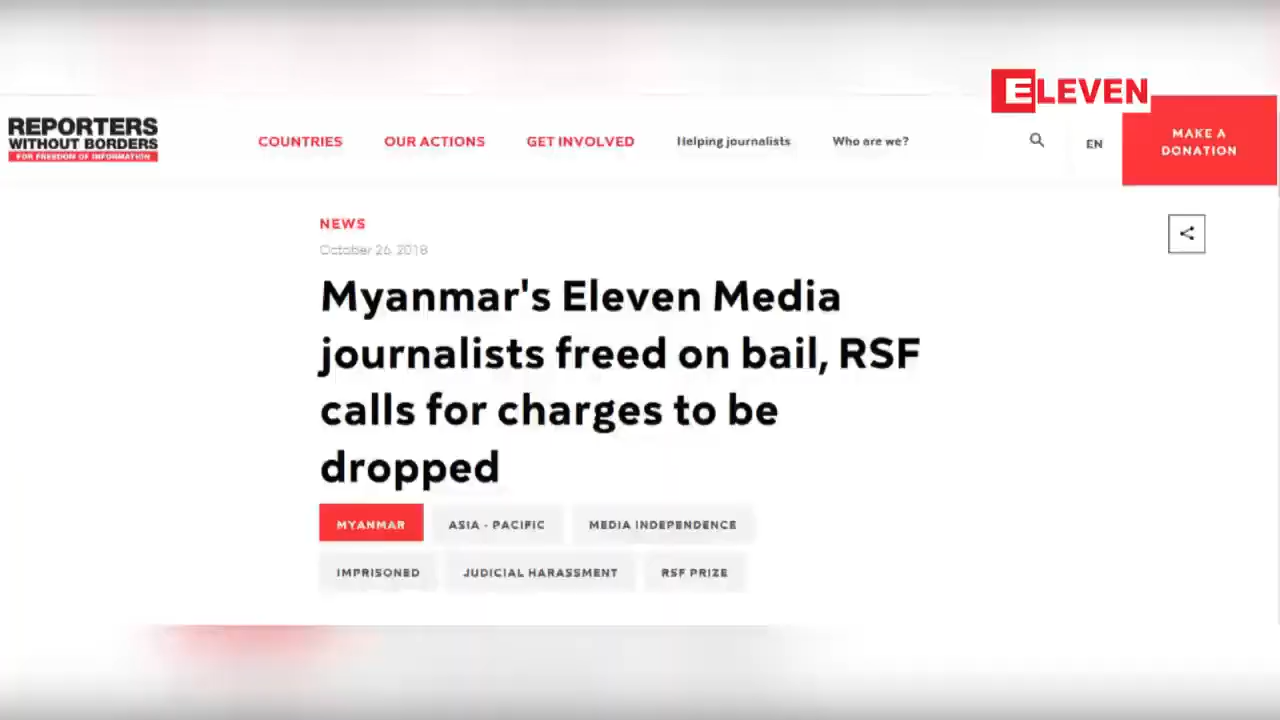 ELEVEN
REPORTERS
WITHOUT BORDERS
FOR FREEDOM OF INFORMATION
COUNTRIES
OUR ACTIONS
GET INVOLVED
Helping journalists
Who are we?
EN
MAKE A
DONATION
NEWS
October 26, 2018
Myanmar's Eleven Media
journalists freed on bail, RSF
calls for charges to be
dropped
MYANMAR
ASIA - PACIFIC
MEDIA INDEPENDENCE
IMPRISONED
JUDICIAL HARASSMENT
RSF PRIZE